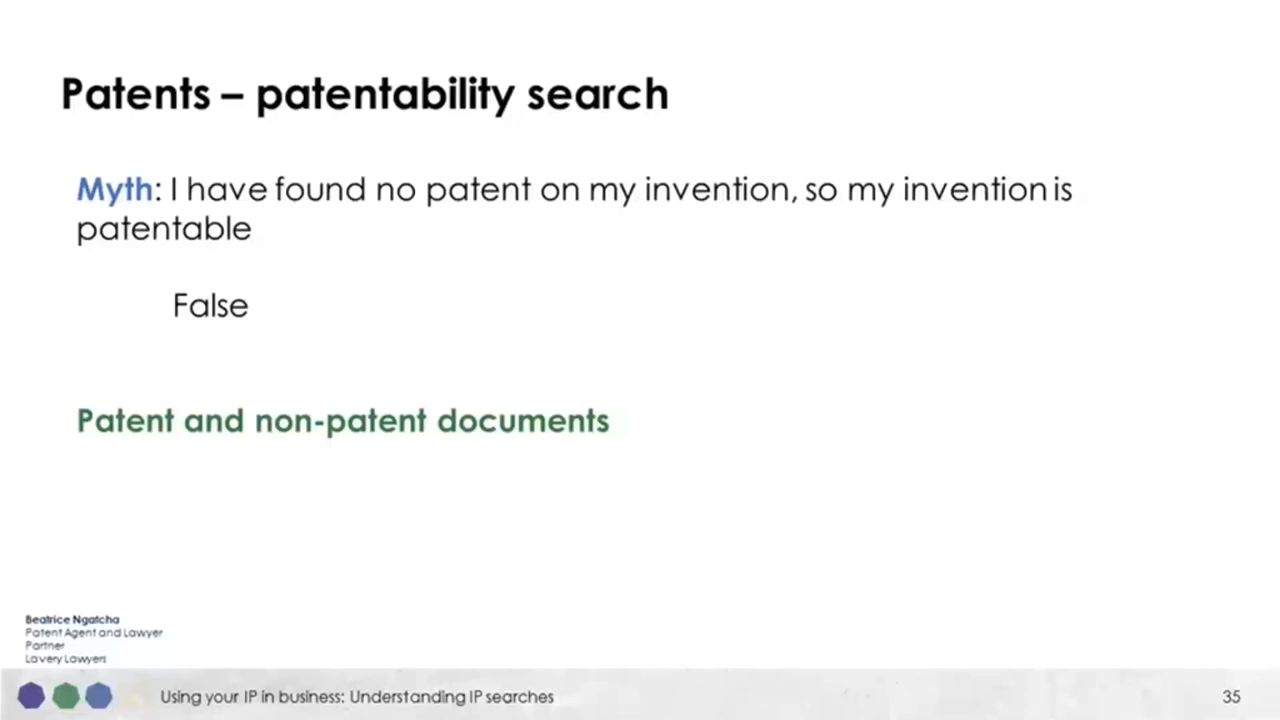 Patents – patentability search
Myth: I have found no patent on my invention, so my invention is
patentable
False
Patent and non-patent documents
Beatrice Ngatcha
Patent Agent and Lawyer
Partner
Lavery Lawyers
Using your IP in business: Understanding IP searches
35